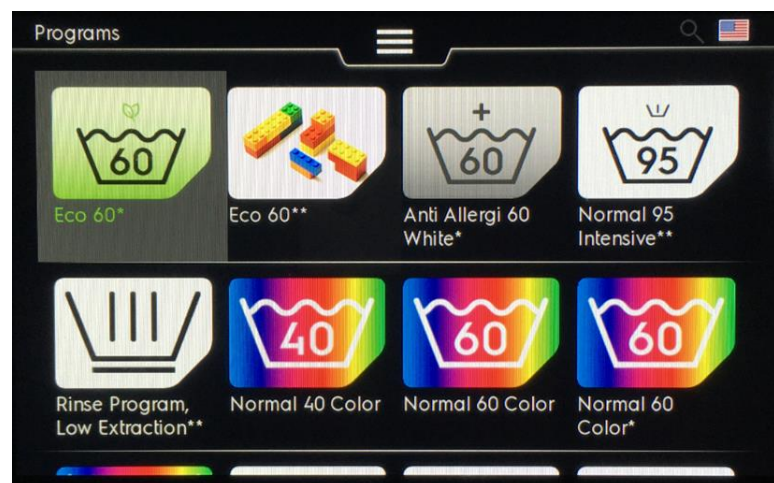 Programs
60
60
95
Eco 60*
Eco 60**
Anti Allergi 60
White*
Normal 95
Intensive**
40
60
60
Rinse Program,
Low Extraction**
Normal 40 Color
Normal 60 Color
Normal 60
Color*